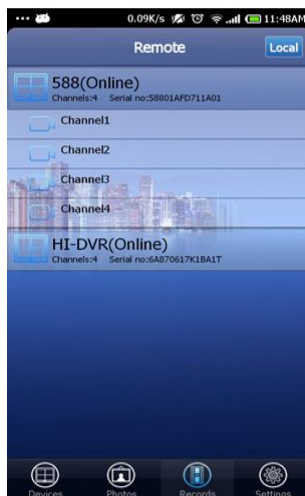 0.09K/s 11:48AM
Remote
Local
588(Online)
Channels:4 Serial no:58801AFD711A01
Channel1
Channel2
Channel3
Channel4
HI-DVR(Online)
Channels:4 Serial no:6A870617K1BA1T
Devices Photos Records Settings